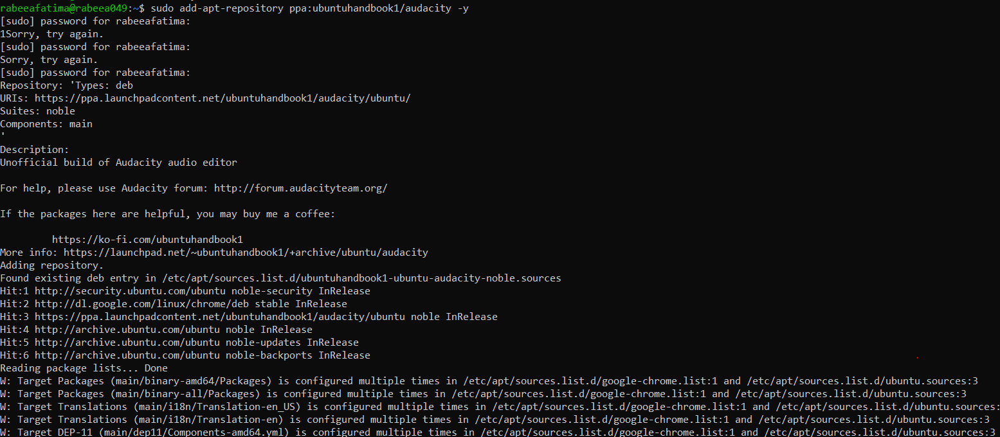 rabeeafatima@rabeea049:~$ sudo add-apt-repository ppa:ubuntuhandbook1/audacity -y
[sudo] password for rabeeafatima:
1Sorry, try again.
[sudo] password for rabeeafatima:
Sorry, try again.
[sudo] password for rabeeafatima:
Repository: 'Types: deb
URIs: https://ppa.launchpadcontent.net/ubuntuhandbook1/audacity/ubuntu/
Suites: noble
Components: main
'
Description:
Unofficial build of Audacity audio editor
For help, please use Audacity forum: http://forum.audacityteam.org/
If the packages here are helpful, you may buy me a coffee:
https://ko-fi.com/ubuntuhandbook1
More info: https://launchpad.net/~ubuntuhandbook1/+archive/ubuntu/audacity
Adding repository.
Found existing deb entry in /etc/apt/sources.list.d/ubuntuhandbook1-ubuntu-audacity-noble.sources
Hit:1 http://security.ubuntu.com/ubuntu noble-security InRelease
Hit:2 http://dl.google.com/linux/chrome/deb stable InRelease
Hit:3 https://ppa.launchpadcontent.net/ubuntuhandbook1/audacity/ubuntu noble InRelease
Hit:4 http://archive.ubuntu.com/ubuntu noble InRelease
Hit:5 http://archive.ubuntu.com/ubuntu noble-updates InRelease
Hit:6 http://archive.ubuntu.com/ubuntu noble-backports InRelease
Reading package lists... Done
W: Target Packages (main/binary-amd64/Packages) is configured multiple times in /etc/apt/sources.list.d/google-chrome.list:1 and /etc/apt/sources.list.d/ubuntu.sources:3
W: Target Packages (main/binary-all/Packages) is configured multiple times in /etc/apt/sources.list.d/google-chrome.list:1 and /etc/apt/sources.list.d/ubuntu.sources:3
W: Target Translations (main/i18n/Translation-en_US) is configured multiple times in /etc/apt/sources.list.d/google-chrome.list:1 and /etc/apt/sources.list.d/ubuntu.sources:
W: Target Translations (main/i18n/Translation-en) is configured multiple times in /etc/apt/sources.list.d/google-chrome.list:1 and /etc/apt/sources.list.d/ubuntu.sources:3
W: Target DEP-11 (main/dep11/Components-amd64.yml) is configured multiple times in /etc/apt/sources.list.d/google-chrome.list:1 and /etc/apt/sources.list.d/ubuntu.sources:3